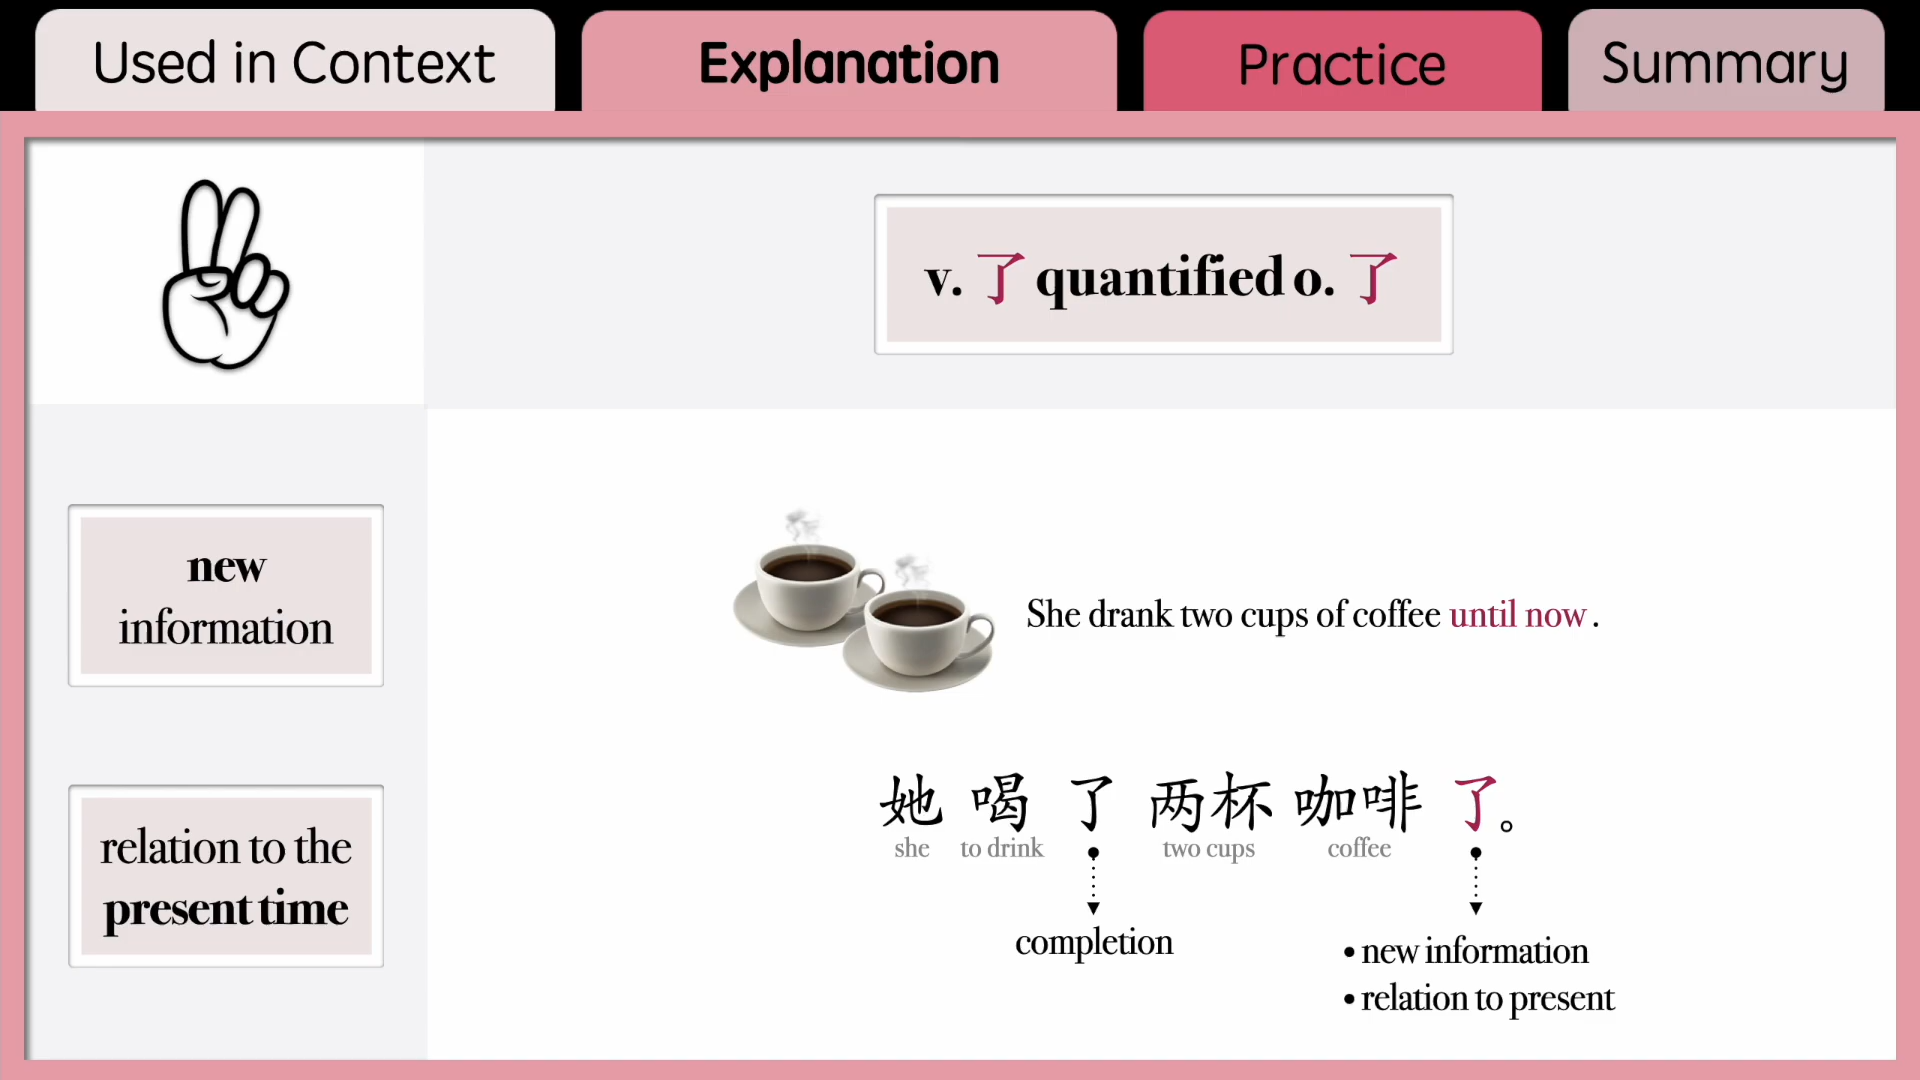 Used in Context
Explanation
Practice
Summary
v. 了 quantified o. 了
new
information
relation to the
present time
She drank two cups of coffee until now.
她 喝 了 两杯 咖啡 了。
she to drink two cups coffee
completion
• new information
• relation to present